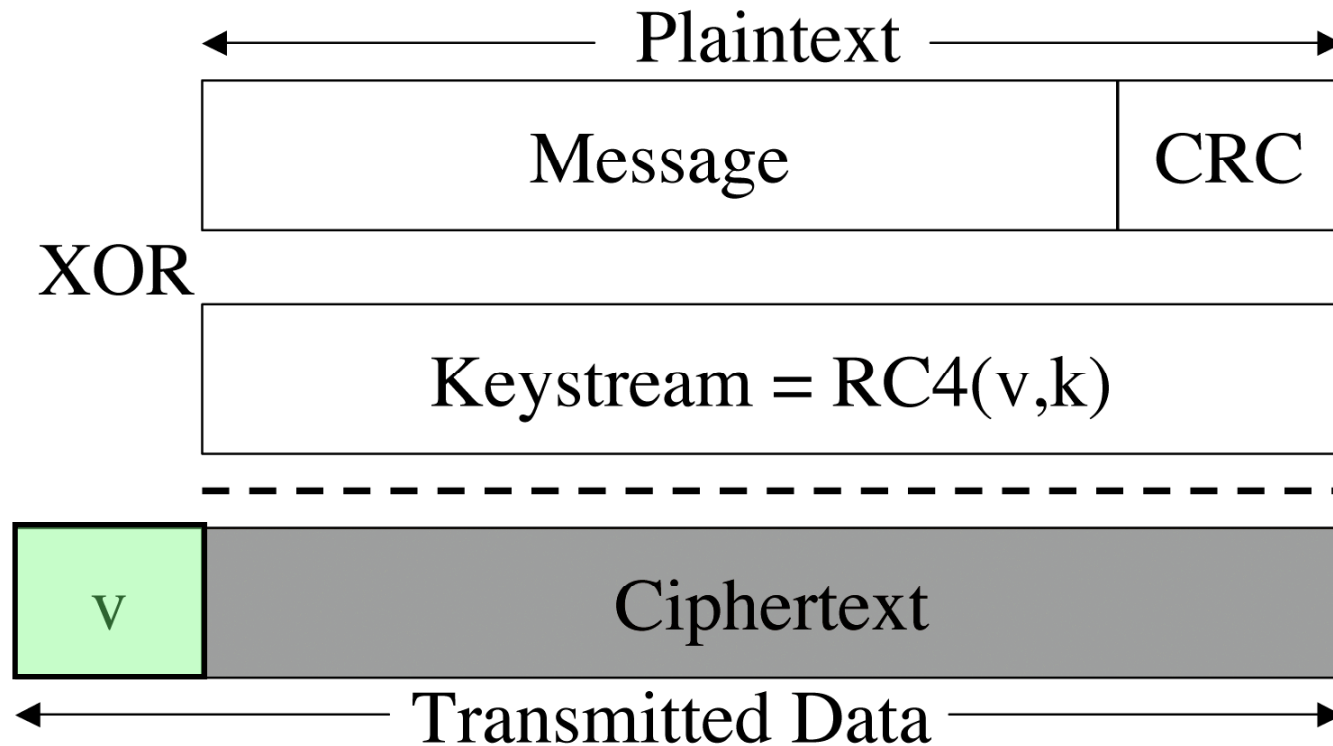 Plaintext
Message CRC
XOR
Keystream = RC4(v,k)
v Ciphertext
Transmitted Data